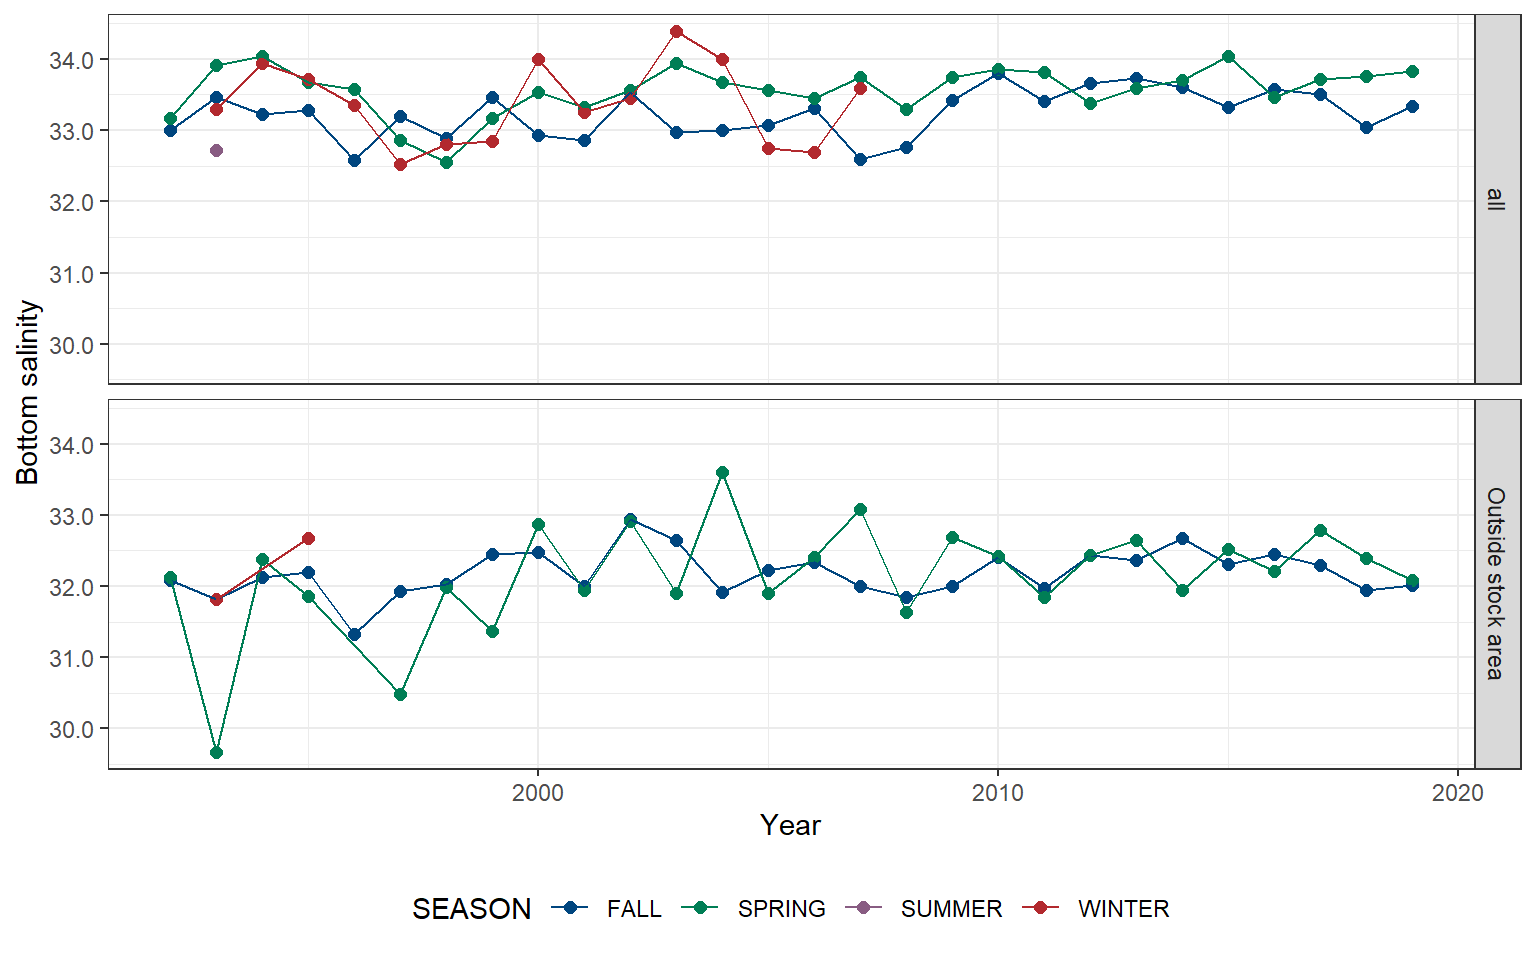 34.0
33.0
32.0
31.0
30.0
all
Bottom salinity
34.0
33.0
32.0
31.0
30.0
Outside stock area
2000 2010 2020
Year
SEASON FALL SPRING SUMMER WINTER